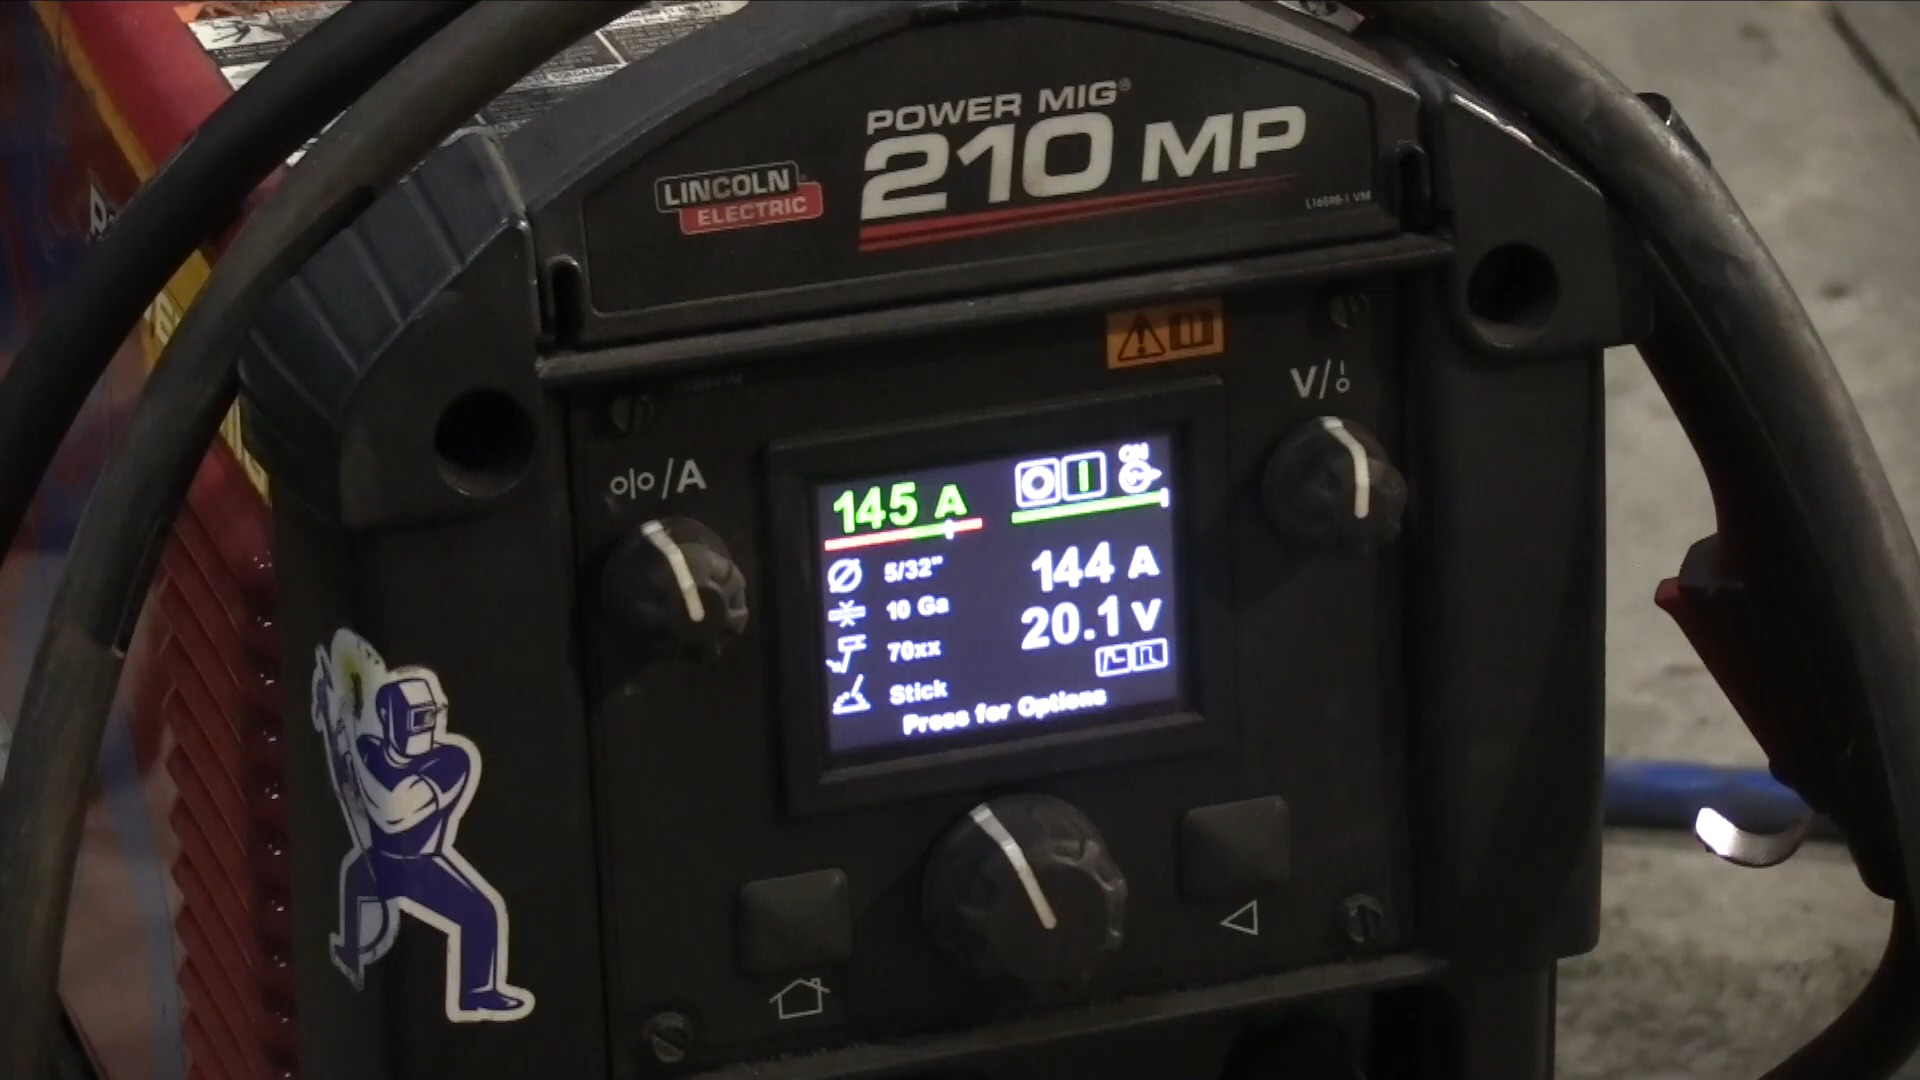 POWER MIG®
210 MP
LINCOLN®
ELECTRIC
L16598-1 VM
V/
o|o/A
ON
145 A
5/32"
144 A
10 Ga
20.1 V
70xx
Stick
Press for Options